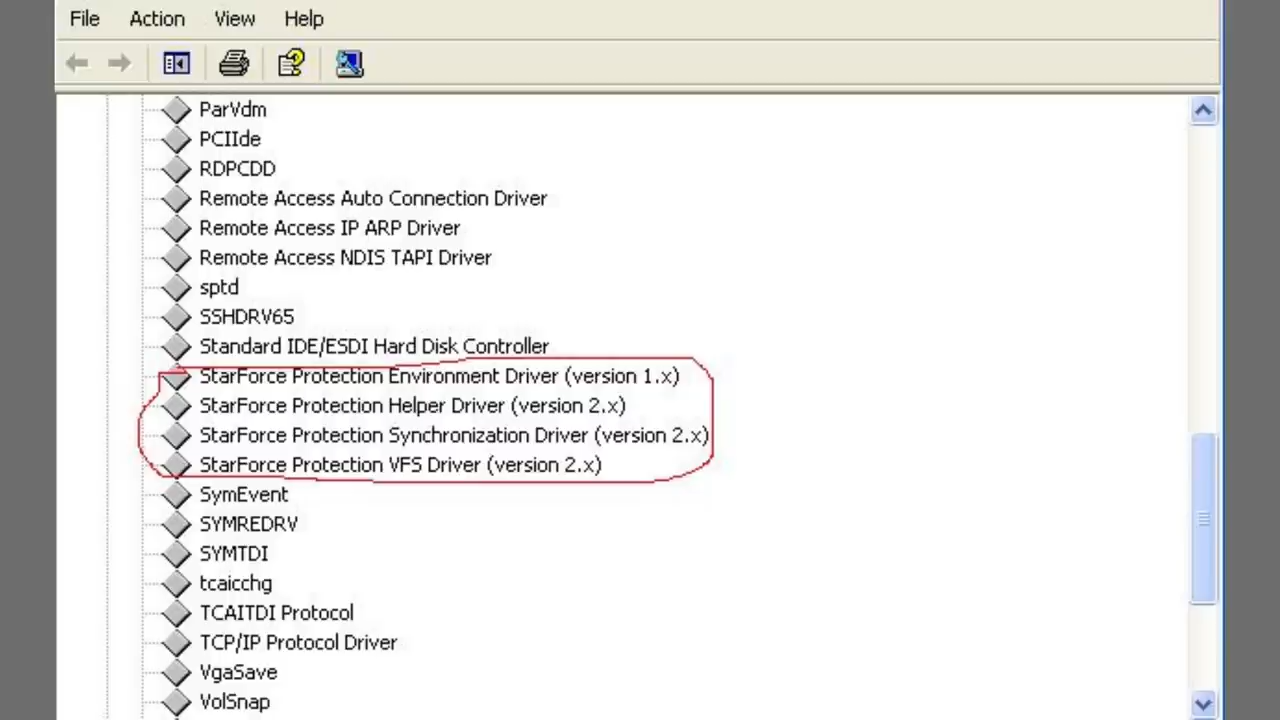 File Action View Help
ParVdm
PCIIde
RDPCDD
Remote Access Auto Connection Driver
Remote Access IP ARP Driver
Remote Access NDIS TAPI Driver
sptd
SSHDRV65
Standard IDE/ESDI Hard Disk Controller
StarForce Protection Environment Driver (version 1.x)
StarForce Protection Helper Driver (version 2.x)
StarForce Protection Synchronization Driver (version 2.x)
StarForce Protection VFS Driver (version 2.x)
SymEvent
SYMREDRV
SYMTDI
tcaicchg
TCAITDI Protocol
TCP/IP Protocol Driver
VgaSave
VolSnap